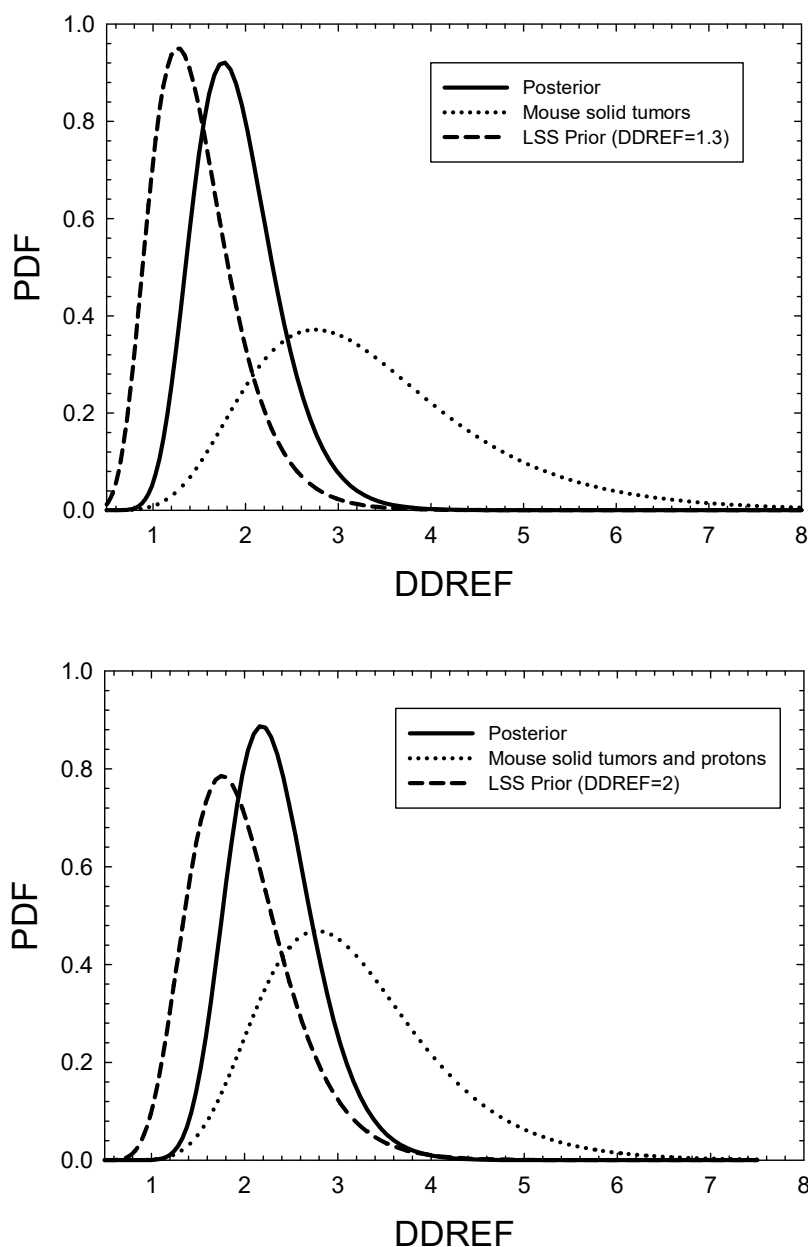 1.0
0.8
0.6
0.4
0.2
0.0
PDF
Posterior
Mouse solid tumors
LSS Prior (DDREF=1.3)
1 2 3 4 5 6 7 8
DDREF
1.0
0.8
0.6
0.4
0.2
0.0
PDF
Posterior
Mouse solid tumors and protons
LSS Prior (DDREF=2)
1 2 3 4 5 6 7 8
DDREF